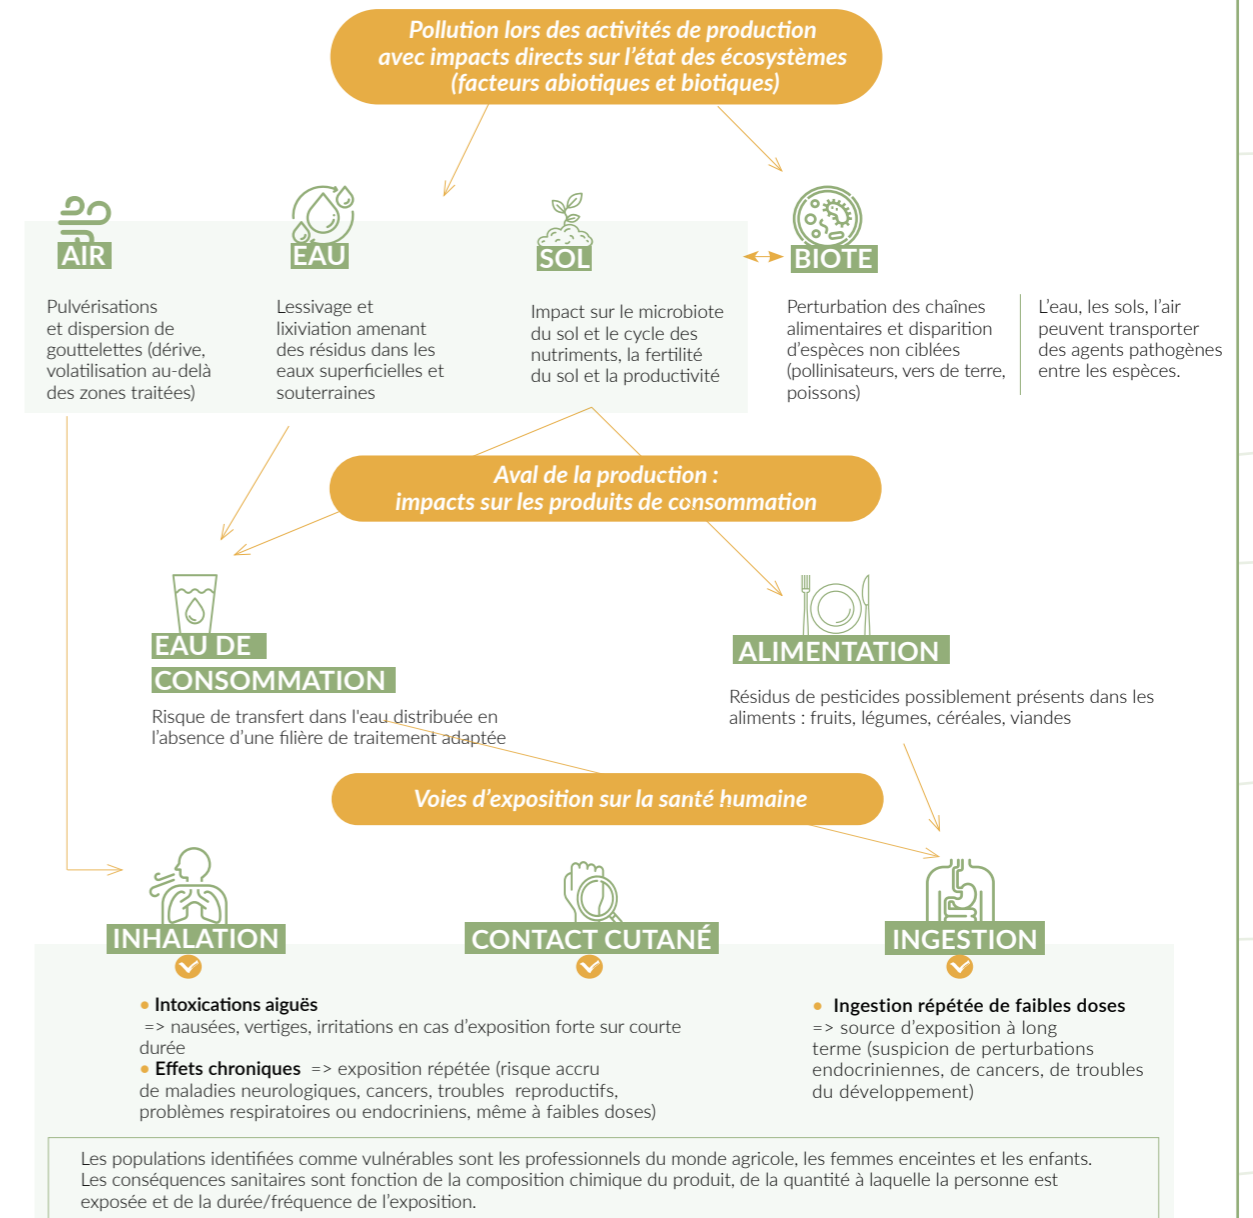 Pollution lors des activités de production
avec impacts directs sur l'état des écosystèmes
(facteurs abiotiques et biotiques)
AIR
Pulvérisations
et dispersion de
gouttelettes (dérive,
volatilisation au-delà
des zones traitées)
EAU
Lessivage et
lixiviation amenant
des résidus dans les
eaux superficielles et
souterraines
SOL
Impact sur le microbiote
du sol et le cycle des
nutriments, la fertilité
du sol et la productivité
BIOTE
Perturbation des chaînes
alimentaires et disparition
d'espèces non ciblées
(pollinisateurs, vers de terre,
poissons)
L'eau, les sols, l'air
peuvent transporter
des agents pathogènes
entre les espèces.
Aval de la production :
impacts sur les produits de consommation
EAU DE
CONSOMMATION
Risque de transfert dans l'eau distribuée en
l'absence d'une filière de traitement adaptée
ALIMENTATION
Résidus de pesticides possiblement présents dans les
aliments : fruits, légumes, céréales, viandes
Voies d'exposition sur la santé humaine
INHALATION
CONTACT CUTANÉ
INGESTION
• Intoxications aiguës
=> nausées, vertiges, irritations en cas d'exposition forte sur courte
durée
• Effets chroniques => exposition répétée (risque accru
de maladies neurologiques, cancers, troubles reproductifs,
problèmes respiratoires ou endocriniens, même à faibles doses)
• Ingestion répétée de faibles doses
=> source d'exposition à long
terme (suspicion de perturbations
endocriniennes, de cancers, de troubles
du développement)
Les populations identifiées comme vulnérables sont les professionnels du monde agricole, les femmes enceintes et les enfants.
Les conséquences sanitaires sont fonction de la composition chimique du produit, de la quantité à laquelle la personne est
exposée et de la durée/fréquence de l'exposition.